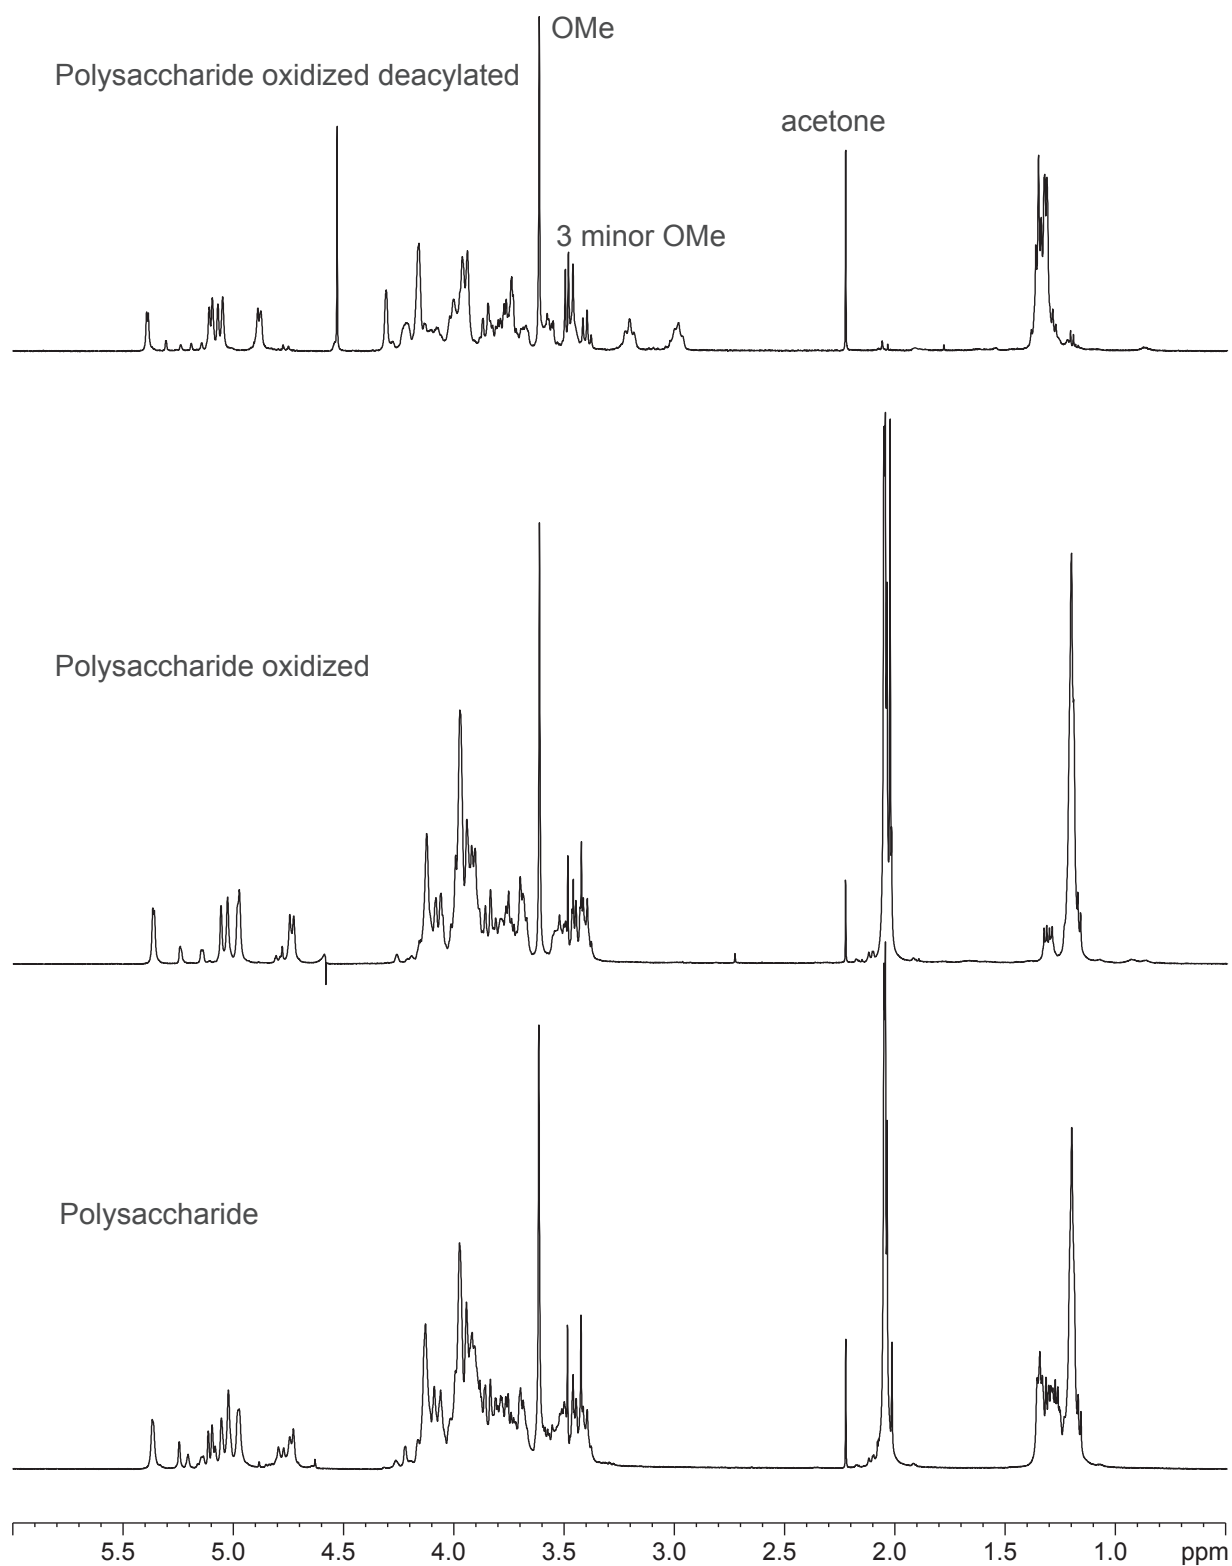 OMe
Polysaccharide oxidized deacylated
acetone
3 minor OMe
Polysaccharide oxidized
Polysaccharide
5.5 5.0 4.5 4.0 3.5 3.0 2.5 2.0 1.5 1.0 ppm